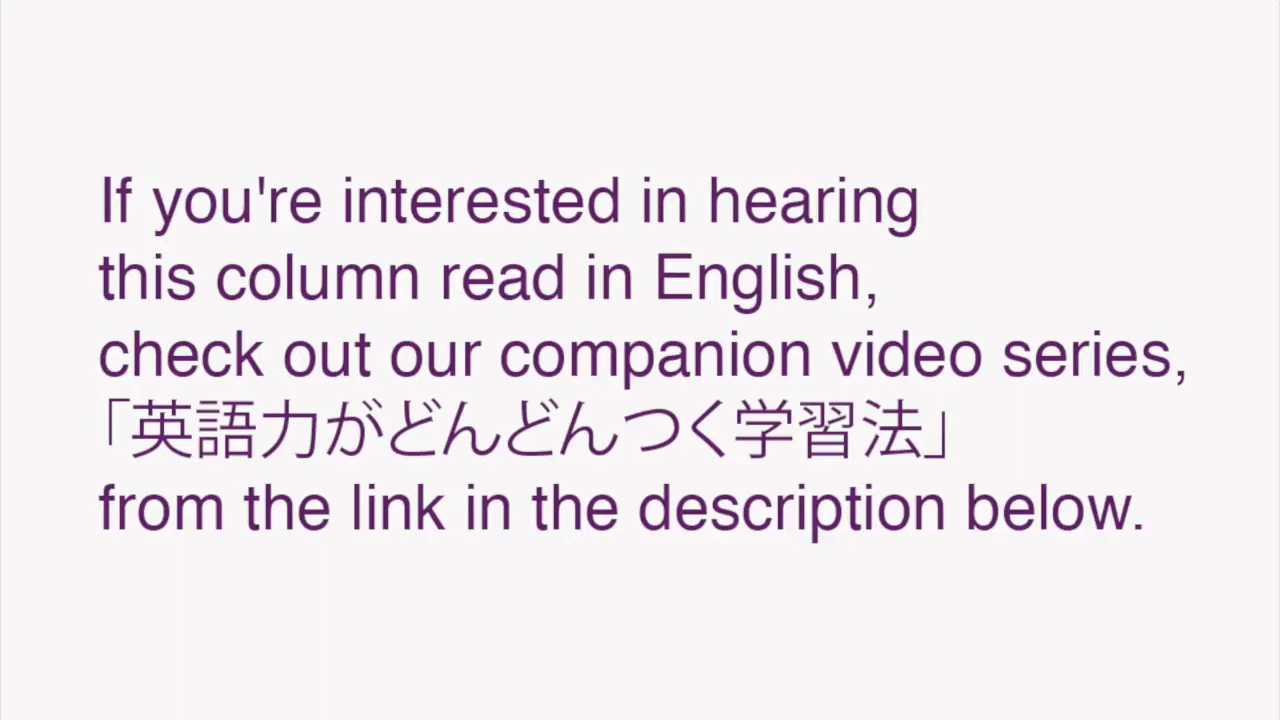 If you're interested in hearing
this column read in English,
check out our companion video series,
「英語力がどんどんつく学習法」
from the link in the description below.